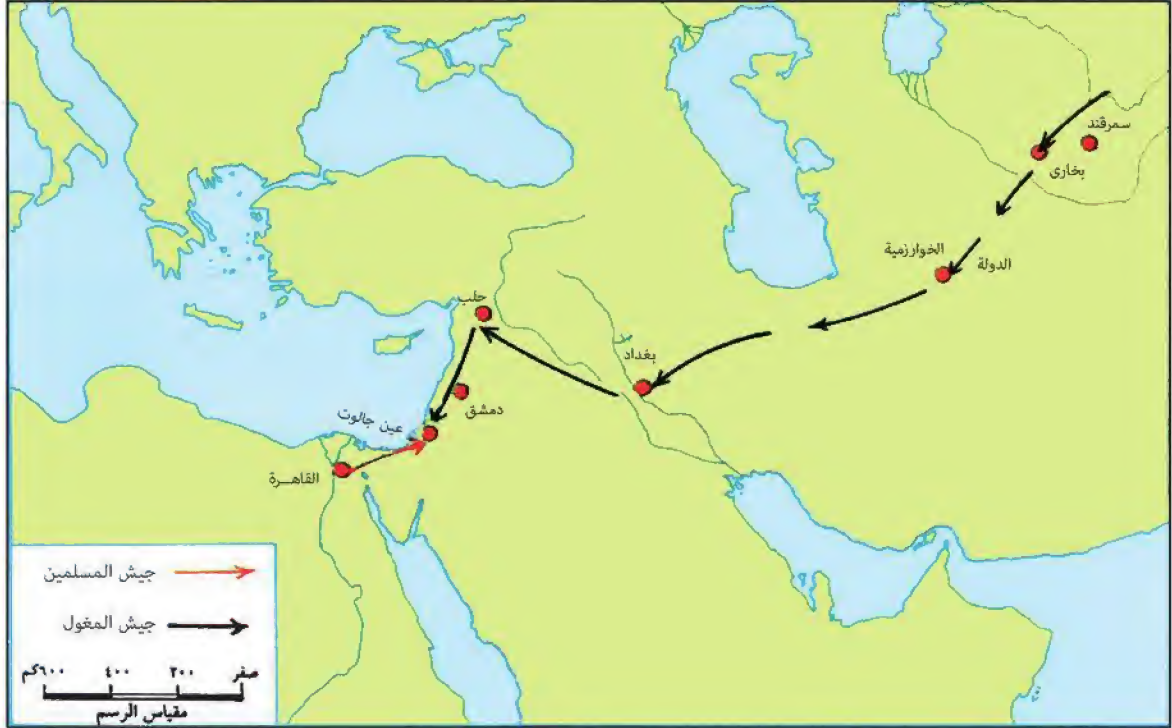 سمرقند
بخارى
الخوارزمية
الدولة
حلب
بغداد
دمشق
عين جالوت
القاهـرة
جيش المسلمين
جيش المغول
صفر ٢٠٠ ٤٠٠ ٦٠٠كم
مقياس الرسم